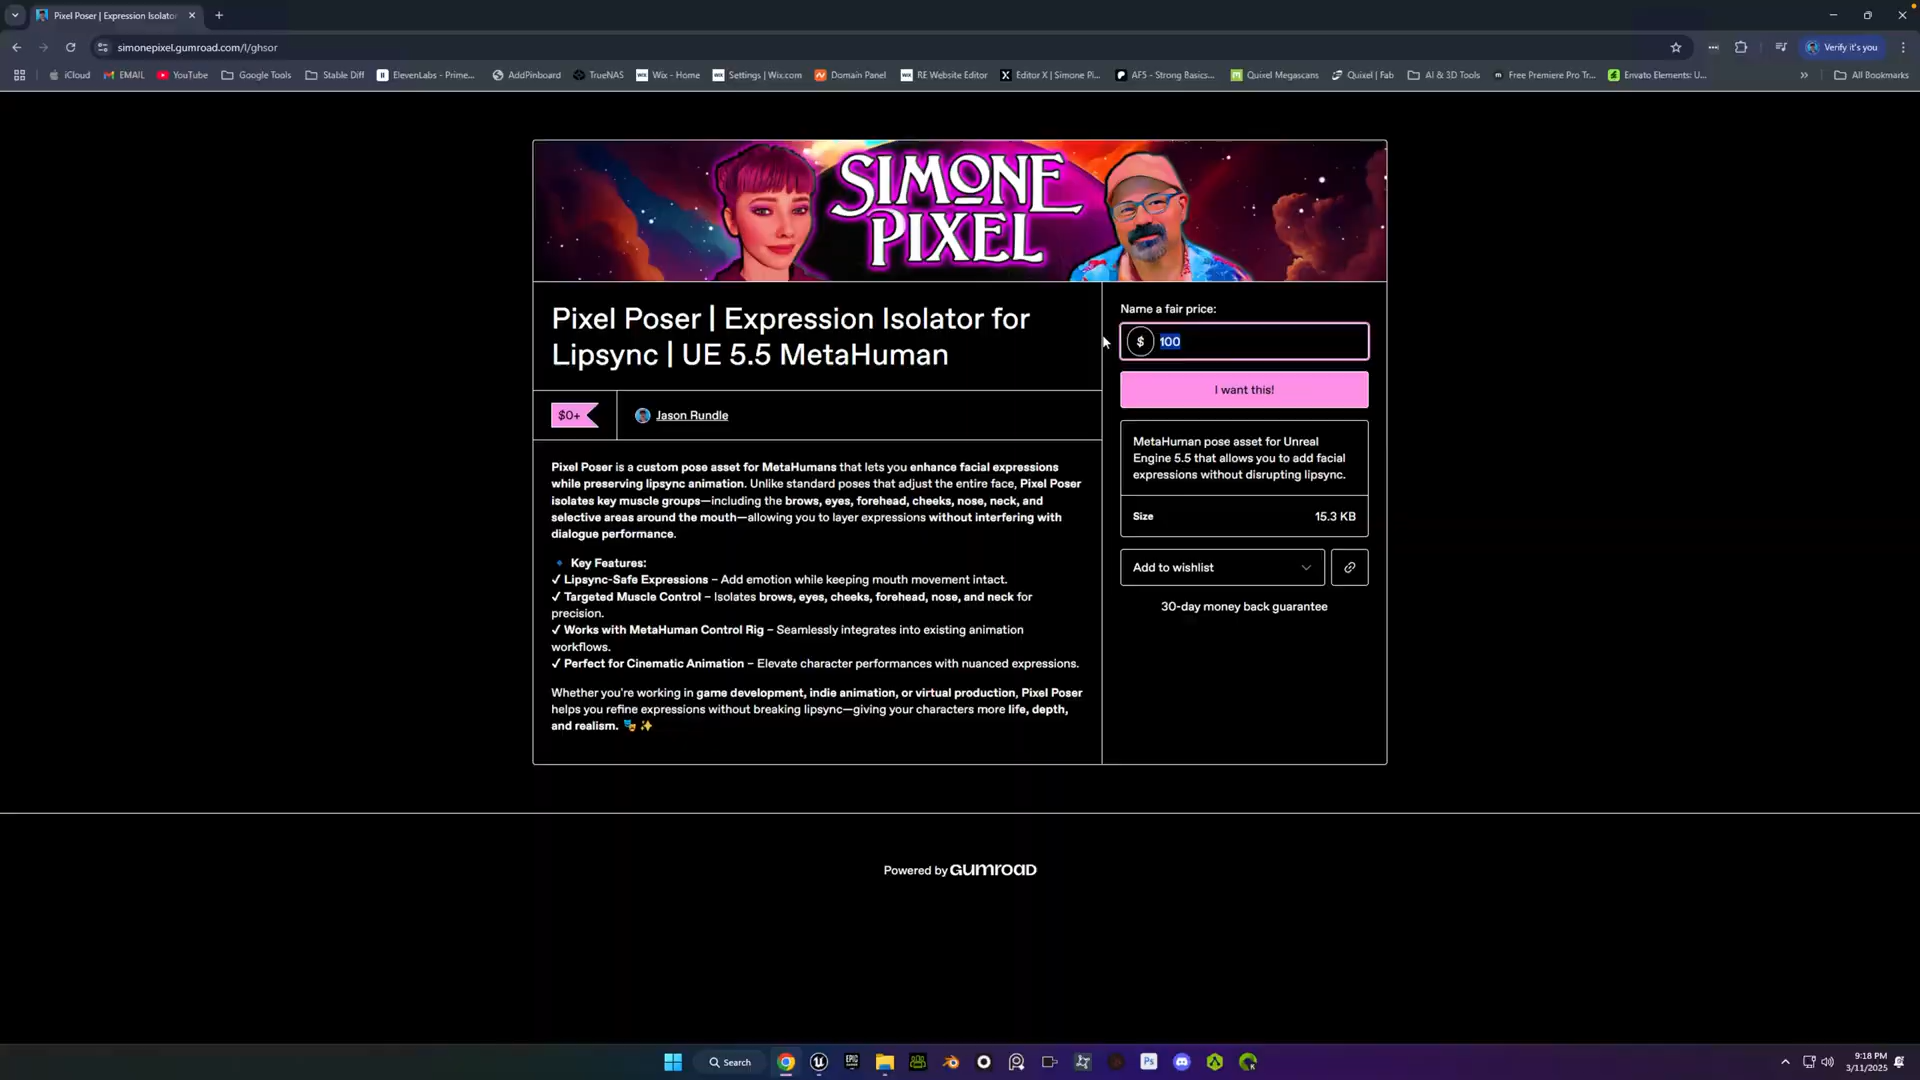 Pixel Poser | Expression Isolator
simonepixel.gumroad.com/l/ghsor
Verify it's you
iCloud
EMAIL
YouTube
Google Tools
Stable Diff
ElevenLabs - Prime...
AddPinboard
TrueNAS
Wix - Home
Settings | Wix.com
Domain Panel
RE Website Editor
Editor X | Simone Pi...
AF5 - Strong Basics...
Quixel Megascans
Quixel | Fab
AI & 3D Tools
Free Premiere Pro Tr...
Envato Elements: U...
All Bookmarks
SIMONE
PIXEL
Pixel Poser | Expression Isolator for
Lipsync | UE 5.5 MetaHuman
$0+
Jason Rundle
Pixel Poser is a custom pose asset for MetaHumans that lets you enhance facial expressions
while preserving lipsync animation. Unlike standard poses that adjust the entire face, Pixel Poser
isolates key muscle groups—including the brows, eyes, forehead, cheeks, nose, neck, and
selective areas around the mouth—allowing you to layer expressions without interfering with
dialogue performance.
🔹 Key Features:
✓ Lipsync-Safe Expressions – Add emotion while keeping mouth movement intact.
✓ Targeted Muscle Control – Isolates brows, eyes, cheeks, forehead, nose, and neck for
precision.
✓ Works with MetaHuman Control Rig – Seamlessly integrates into existing animation
workflows.
✓ Perfect for Cinematic Animation – Elevate character performances with nuanced expressions.
Whether you're working in game development, indie animation, or virtual production, Pixel Poser
helps you refine expressions without breaking lipsync—giving your characters more life, depth,
and realism. 🎭✨
Name a fair price:
$ 100
I want this!
MetaHuman pose asset for Unreal
Engine 5.5 that allows you to add facial
expressions without disrupting lipsync.
Size 15.3 KB
Add to wishlist
30-day money back guarantee
Powered by GUMROAD
Search
EPIC
Ps
9:18 PM
3/11/2025